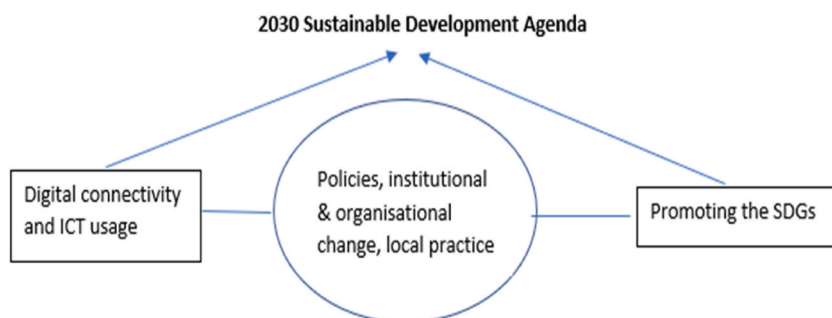 2030 Sustainable Development Agenda
Digital connectivity
and ICT usage
Policies, institutional
& organisational
change, local practice
Promoting the SDGs